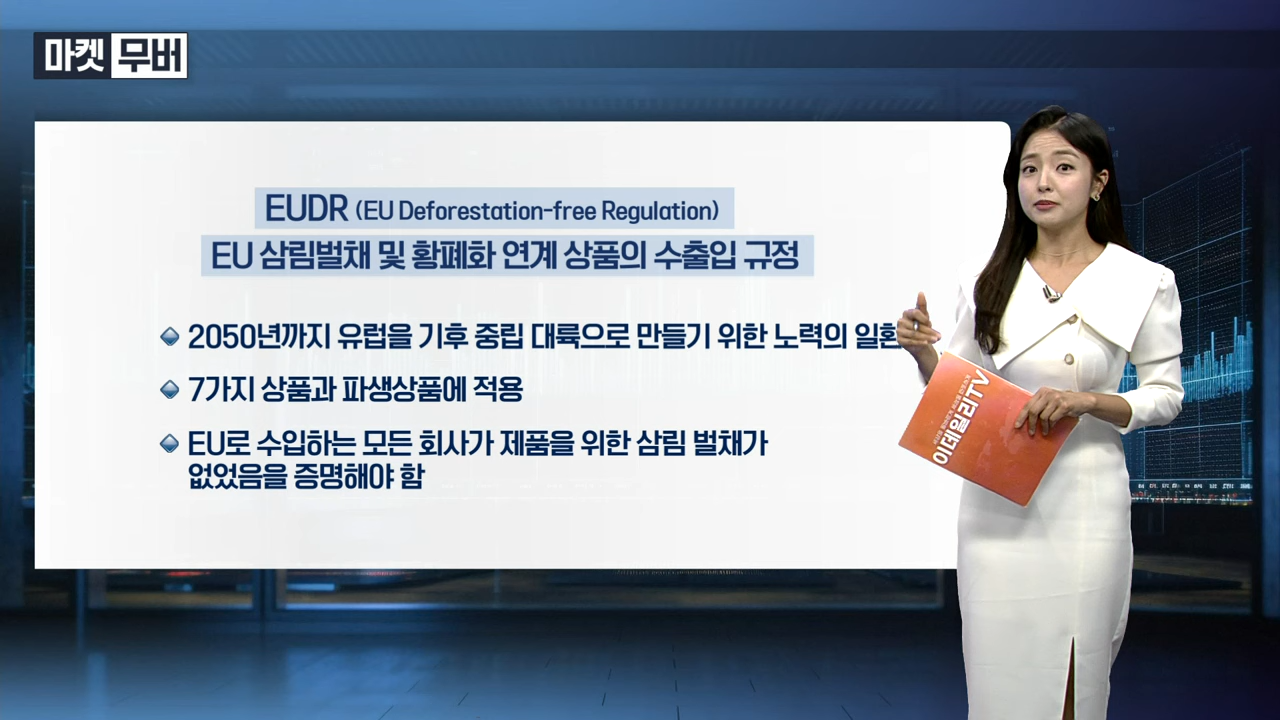 마켓 무버
EUDR (EU Deforestation-free Regulation)
EU 삼림벌채 및 황폐화 연계 상품의 수출입 규정
2050년까지 유럽을 기후 중립 대륙으로 만들기 위한 노력의 일환
7가지 상품과 파생상품에 적용
EU로 수입하는 모든 회사가 제품을 위한 삼림 벌채가
없었음을 증명해야 함
이데일리TV